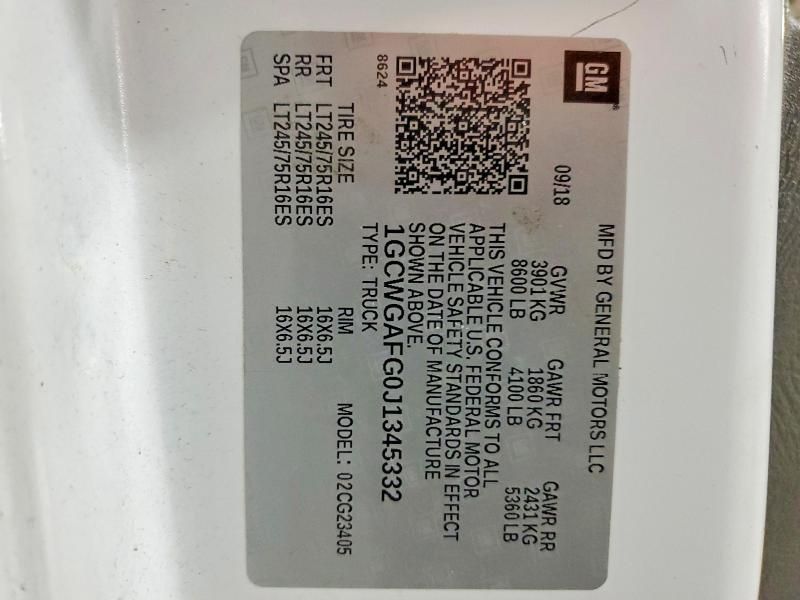 GM
MFD BY GENERAL MOTORS LLC
09/18
GVWR GAWR FRT GAWR RR
3901 KG 1860 KG 2431 KG
8600 LB 4100 LB 5360 LB
THIS VEHICLE CONFORMS TO ALL
APPLICABLE U.S. FEDERAL MOTOR
VEHICLE SAFETY STANDARDS IN EFFECT
ON THE DATE OF MANUFACTURE
SHOWN ABOVE.
1GCWGAFG0J1345332
TYPE: TRUCK
8624
TIRE SIZE RIM MODEL: 02CG23405
FRT LT245/75R16ES 16X6.5J
RR LT245/75R16ES 16X6.5J
SPA LT245/75R16ES 16X6.5J